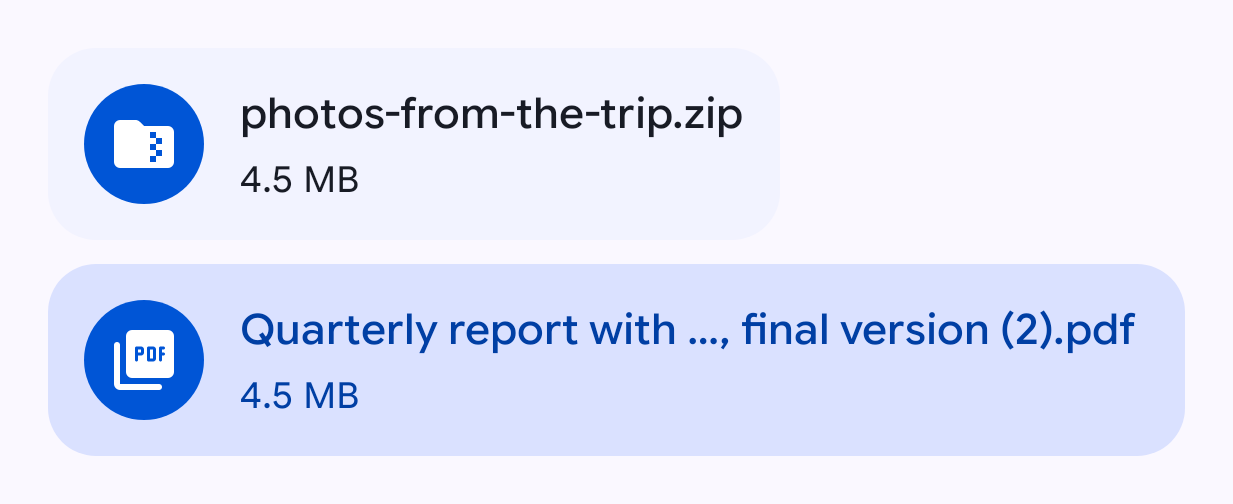 photos-from-the-trip.zip
4.5 MB
PDF
Quarterly report with ..., final version (2).pdf
4.5 MB